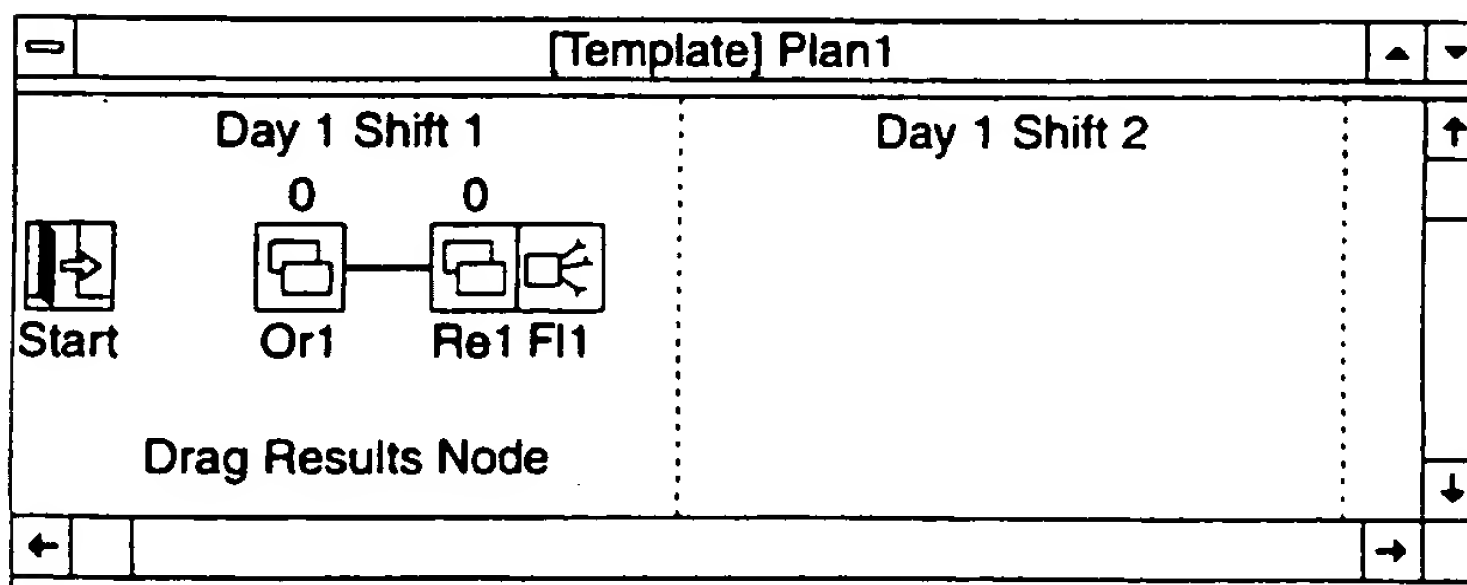 [Template] Plan1
Day 1 Shift 1
Day 1 Shift 2
0 0
Start Or1 Re1 Fl1
Drag Results Node